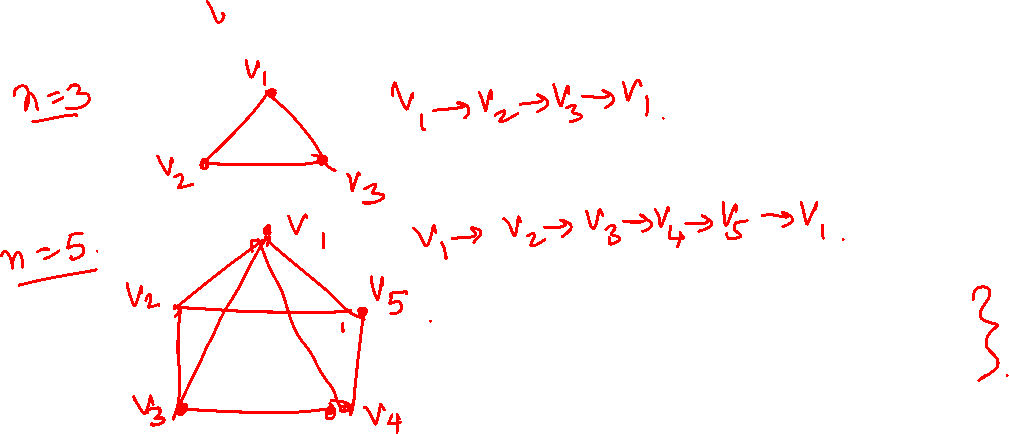 V₁
n=3
V₁→V₂→V₃→V₁.
V₂
V₃
V₁
V₁→V₂→V₃→V₄→V₅→V₁.
n=5.
V₂
V₅
V₃
V₄
}.